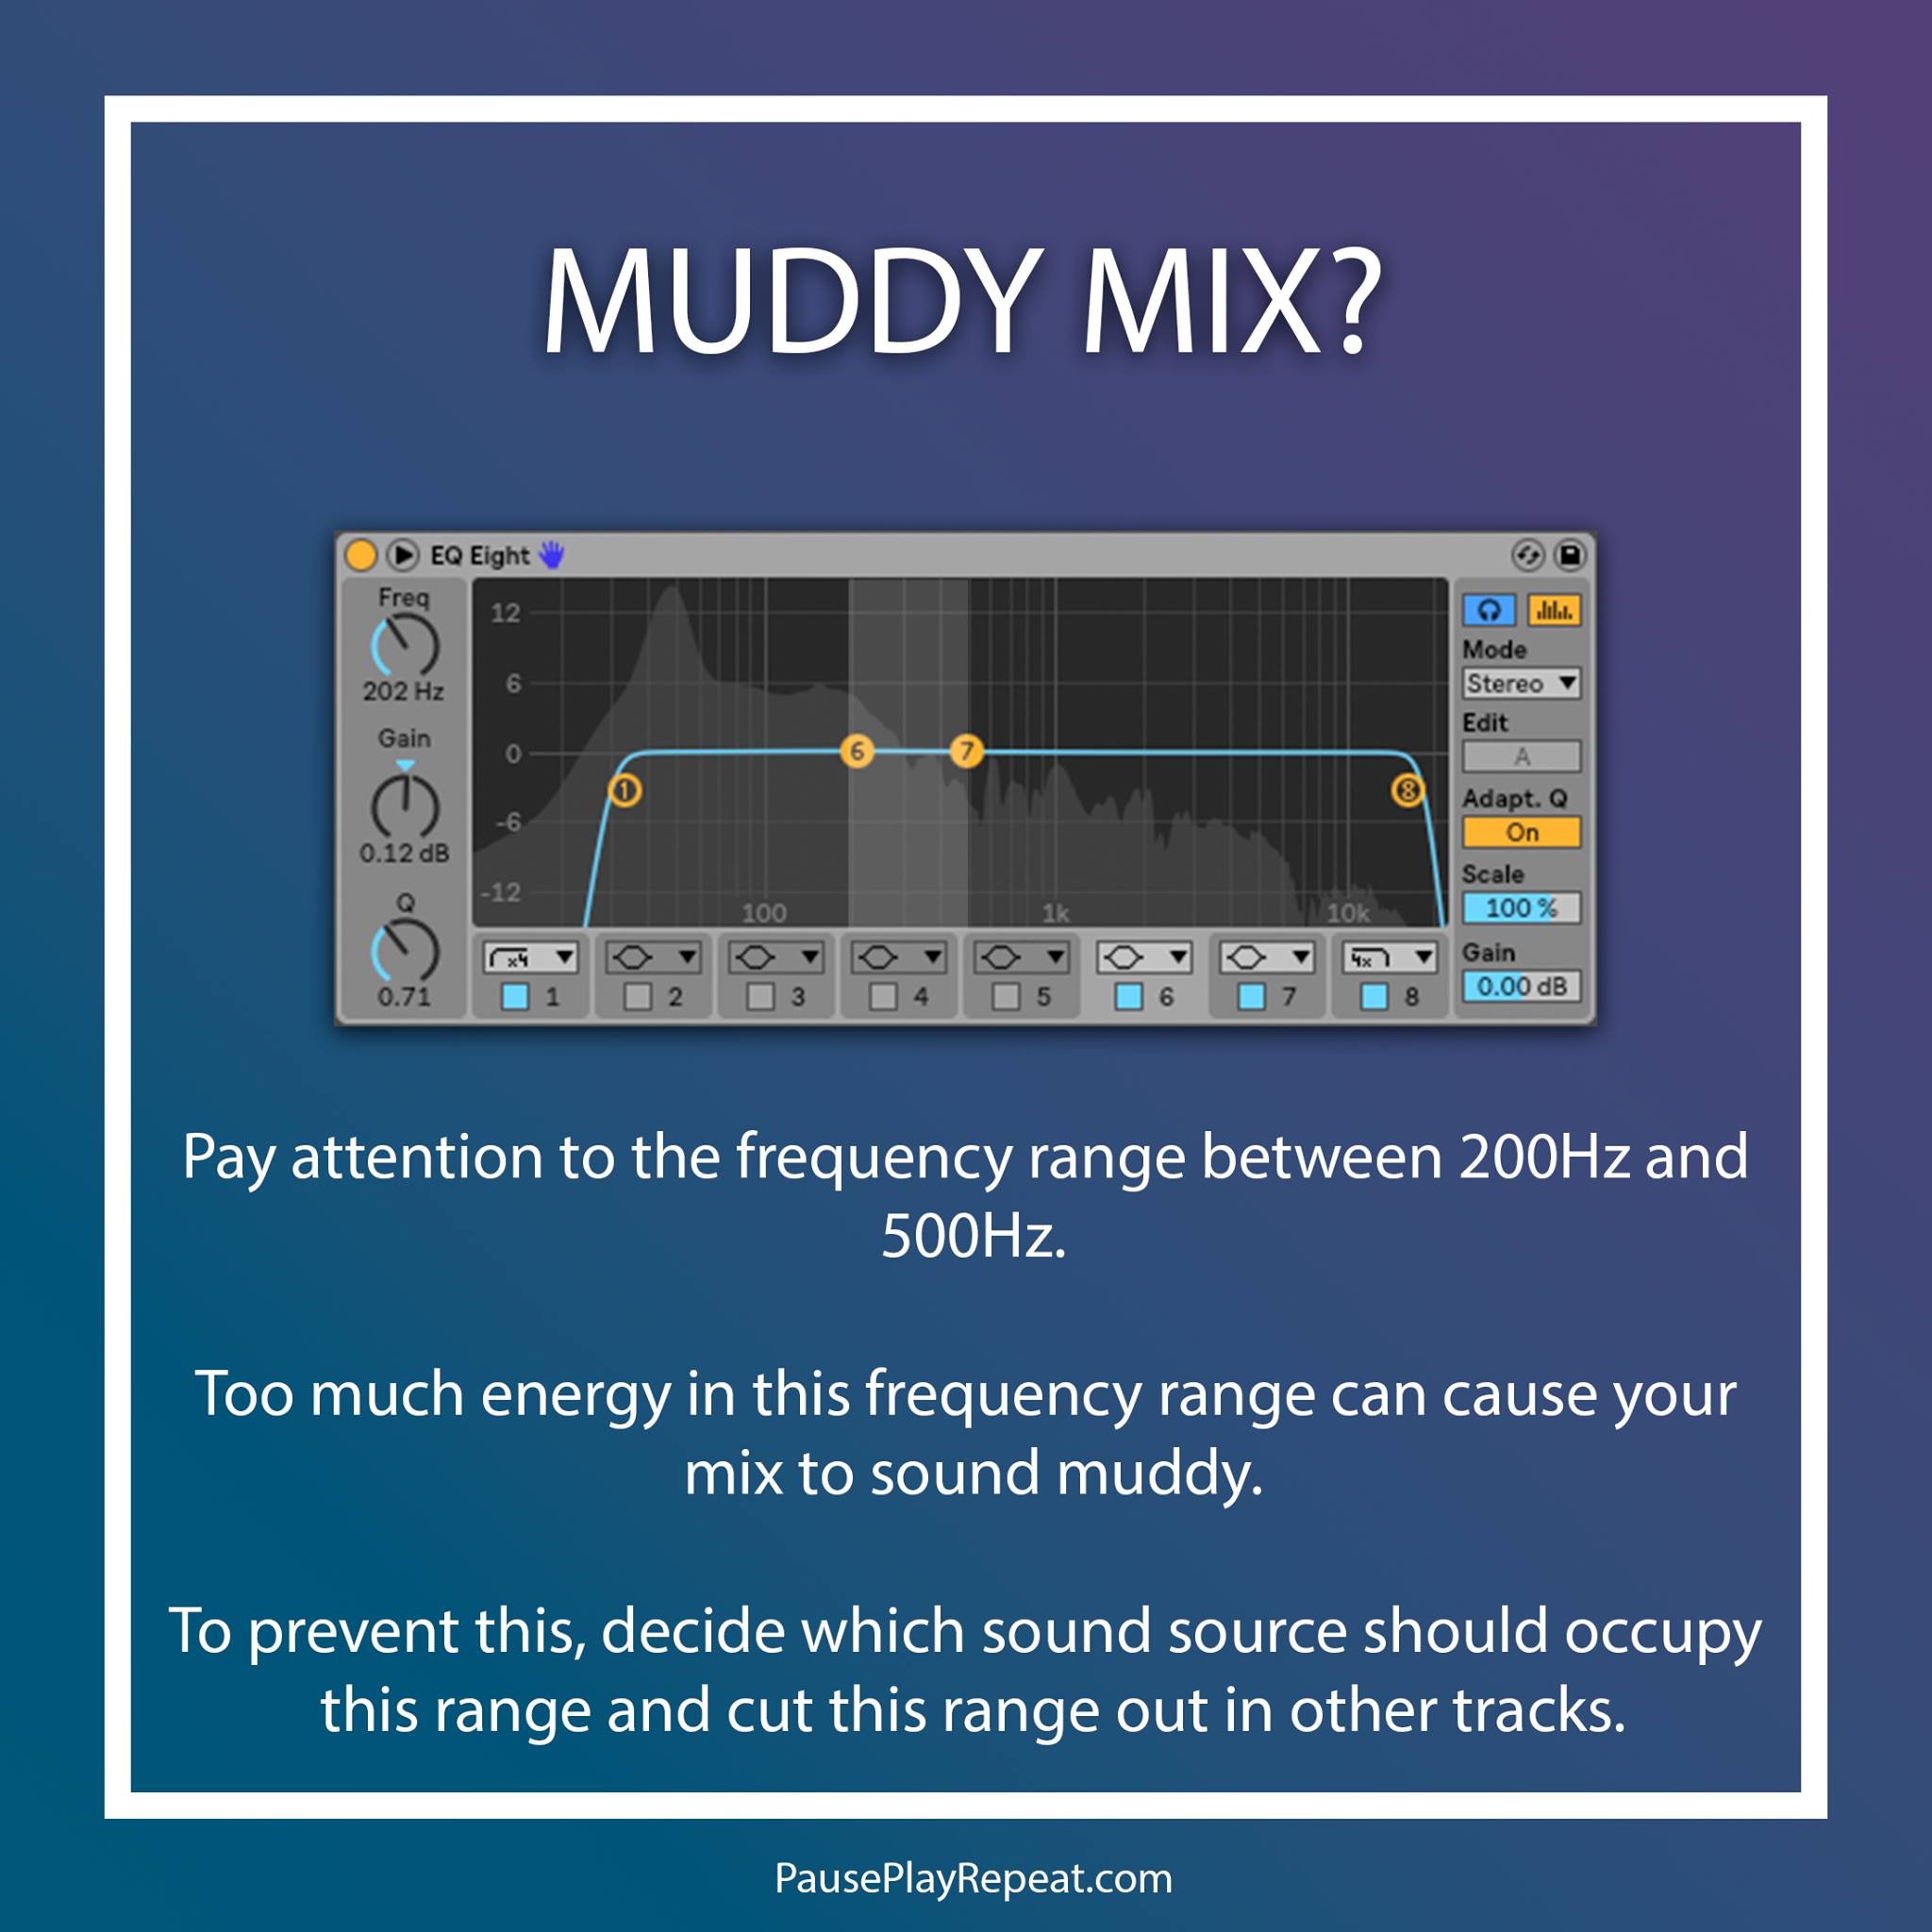 MUDDY MIX?
EQ Eight
Freq
202 Hz
Gain
0.12 dB
Q
0.71
12
6
0
-6
-12
100
1k
10k
1
6
7
8
x4
4x
1 2 3 4 5 6 7 8
Mode
Stereo
Edit
A
Adapt. Q
On
Scale
100 %
Gain
0.00 dB
Pay attention to the frequency range between 200Hz and
500Hz.
Too much energy in this frequency range can cause your
mix to sound muddy.
To prevent this, decide which sound source should occupy
this range and cut this range out in other tracks.
PausePlayRepeat.com